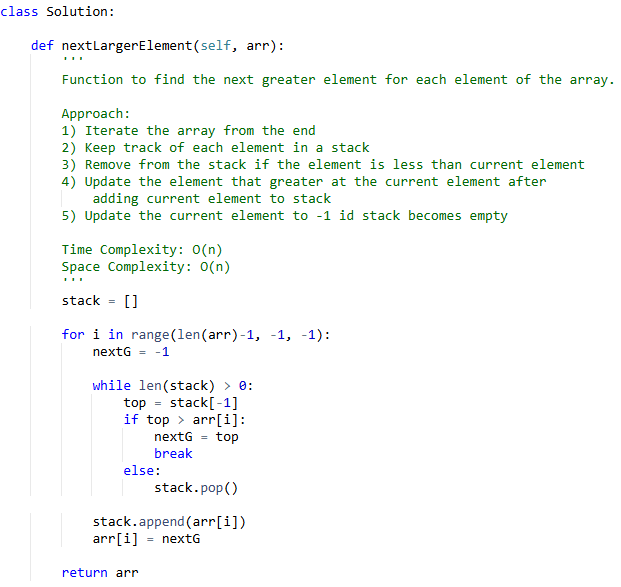 class Solution:
def nextLargerElement(self, arr):
'''
Function to find the next greater element for each element of the array.
Approach:
1) Iterate the array from the end
2) Keep track of each element in a stack
3) Remove from the stack if the element is less than current element
4) Update the element that greater at the current element after
adding current element to stack
5) Update the current element to -1 id stack becomes empty
Time Complexity: O(n)
Space Complexity: O(n)
'''
stack = []
for i in range(len(arr)-1, -1, -1):
nextG = -1
while len(stack) > 0:
top = stack[-1]
if top > arr[i]:
nextG = top
break
else:
stack.pop()
stack.append(arr[i])
arr[i] = nextG
return arr